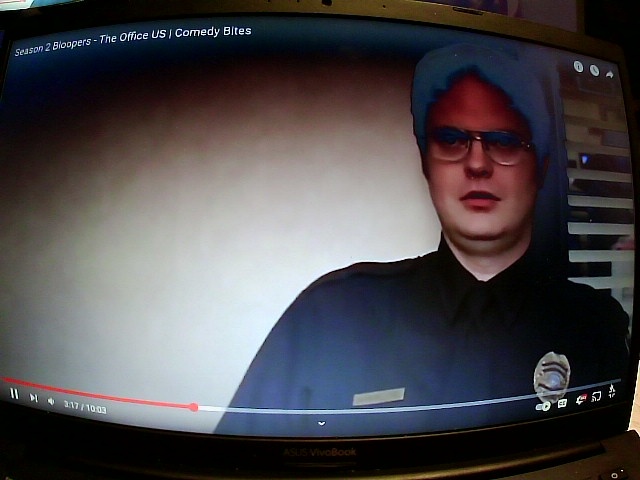 Season 2 Bloopers - The Office US | Comedy Bites
3:17 / 10:03
ASUS VivoBook